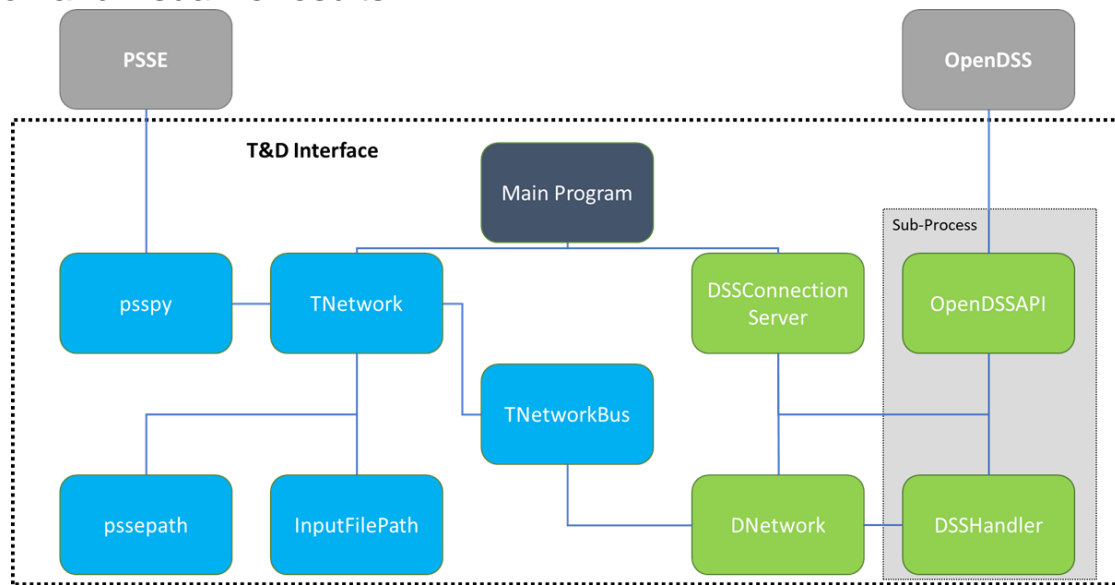 PSSE
OpenDSS
T&D Interface
Main Program
Sub-Process
psspy
TNetwork
DSSConnection
Server
OpenDSSAPI
TNetworkBus
pssepath
InputFilePath
DNetwork
DSSHandler